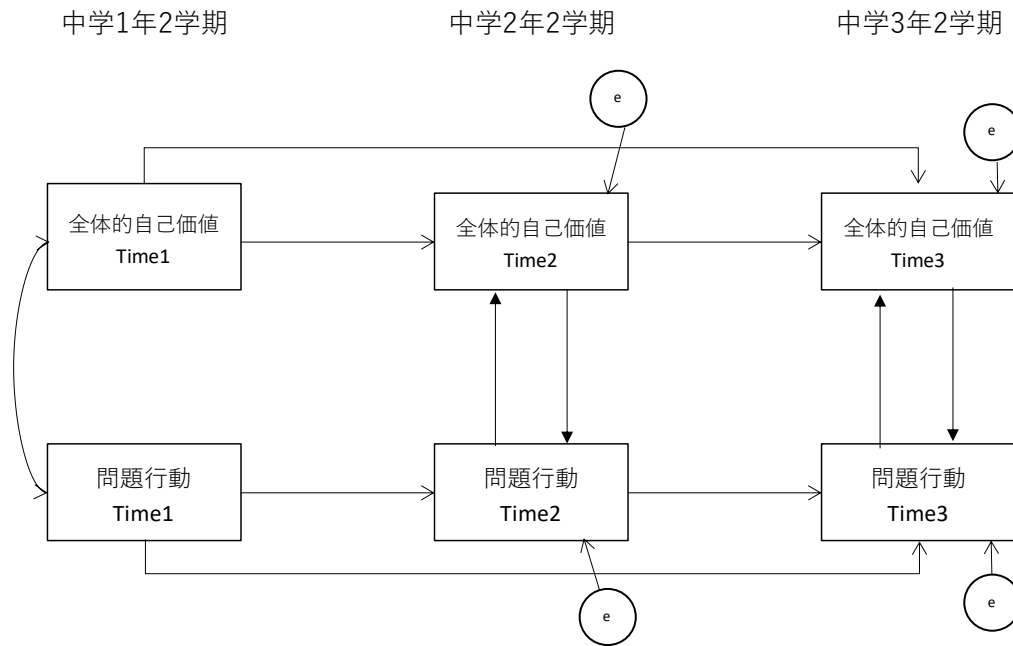 中学1年2学期
中学2年2学期
中学3年2学期
e
e
全体的自己価値
Time1
全体的自己価値
Time2
全体的自己価値
Time3
問題行動
Time1
問題行動
Time2
問題行動
Time3
e
e